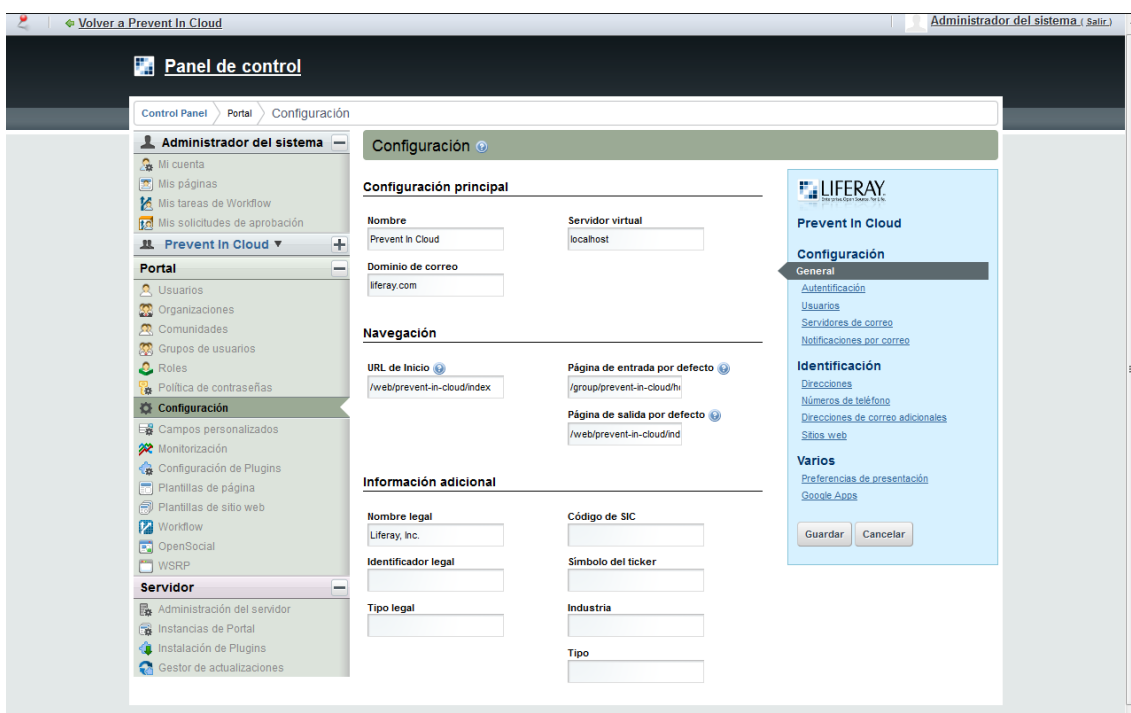 Volver a Prevent In Cloud
Administrador del sistema ( Salir )
Panel de control
Control Panel Portal Configuración
Administrador del sistema
Mi cuenta
Mis páginas
Mis tareas de Workflow
Mis solicitudes de aprobación
Prevent In Cloud
Portal
Usuarios
Organizaciones
Comunidades
Grupos de usuarios
Roles
Política de contraseñas
Configuración
Campos personalizados
Monitorización
Configuración de Plugins
Plantillas de página
Plantillas de sitio web
Workflow
OpenSocial
WSRP
Servidor
Administración del servidor
Instancias de Portal
Instalación de Plugins
Gestor de actualizaciones
Configuración
Configuración principal
Nombre
Prevent In Cloud
Servidor virtual
localhost
Dominio de correo
liferay.com
Navegación
URL de Inicio
/web/prevent-in-cloud/index
Página de entrada por defecto
/group/prevent-in-cloud/h
Página de salida por defecto
/web/prevent-in-cloud/ind
Información adicional
Nombre legal
Liferay, Inc.
Código de SIC
Identificador legal
Símbolo del ticker
Tipo legal
Industria
Tipo
LIFERAY.
Enterprise. Open Source. For Life.
Prevent In Cloud
Configuración
General
Autentificación
Usuarios
Servidores de correo
Notificaciones por correo
Identificación
Direcciones
Números de teléfono
Direcciones de correo adicionales
Sitios web
Varios
Preferencias de presentación
Google Apps
Guardar Cancelar